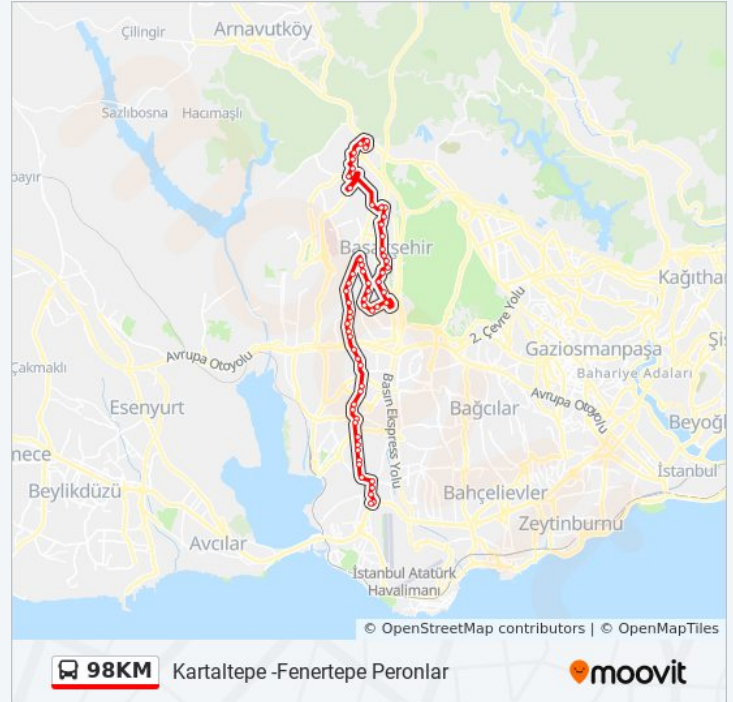 Çilingir
Arnavutköy
Sazlıbosna
Hacımaşlı
bayır
Başakşehir
Kağıthan
2. Çevre Yolu
Gaziosmanpaşa
Şiş
Avrupa Otoyolu
Bahariye Adaları
Çakmaklı
Basın Ekspress Yolu
Esenyurt
Bağcılar
Avrupa Otoyolu
Beyoğl
mece
İstanbul
Beylikdüzü
Bahçelievler
Zeytinburnu
Avcılar
İstanbul Atatürk
Havalimanı
© OpenStreetMap contributors | © OpenMapTiles
98KM
Kartaltepe -Fenertepe Peronlar
moovit